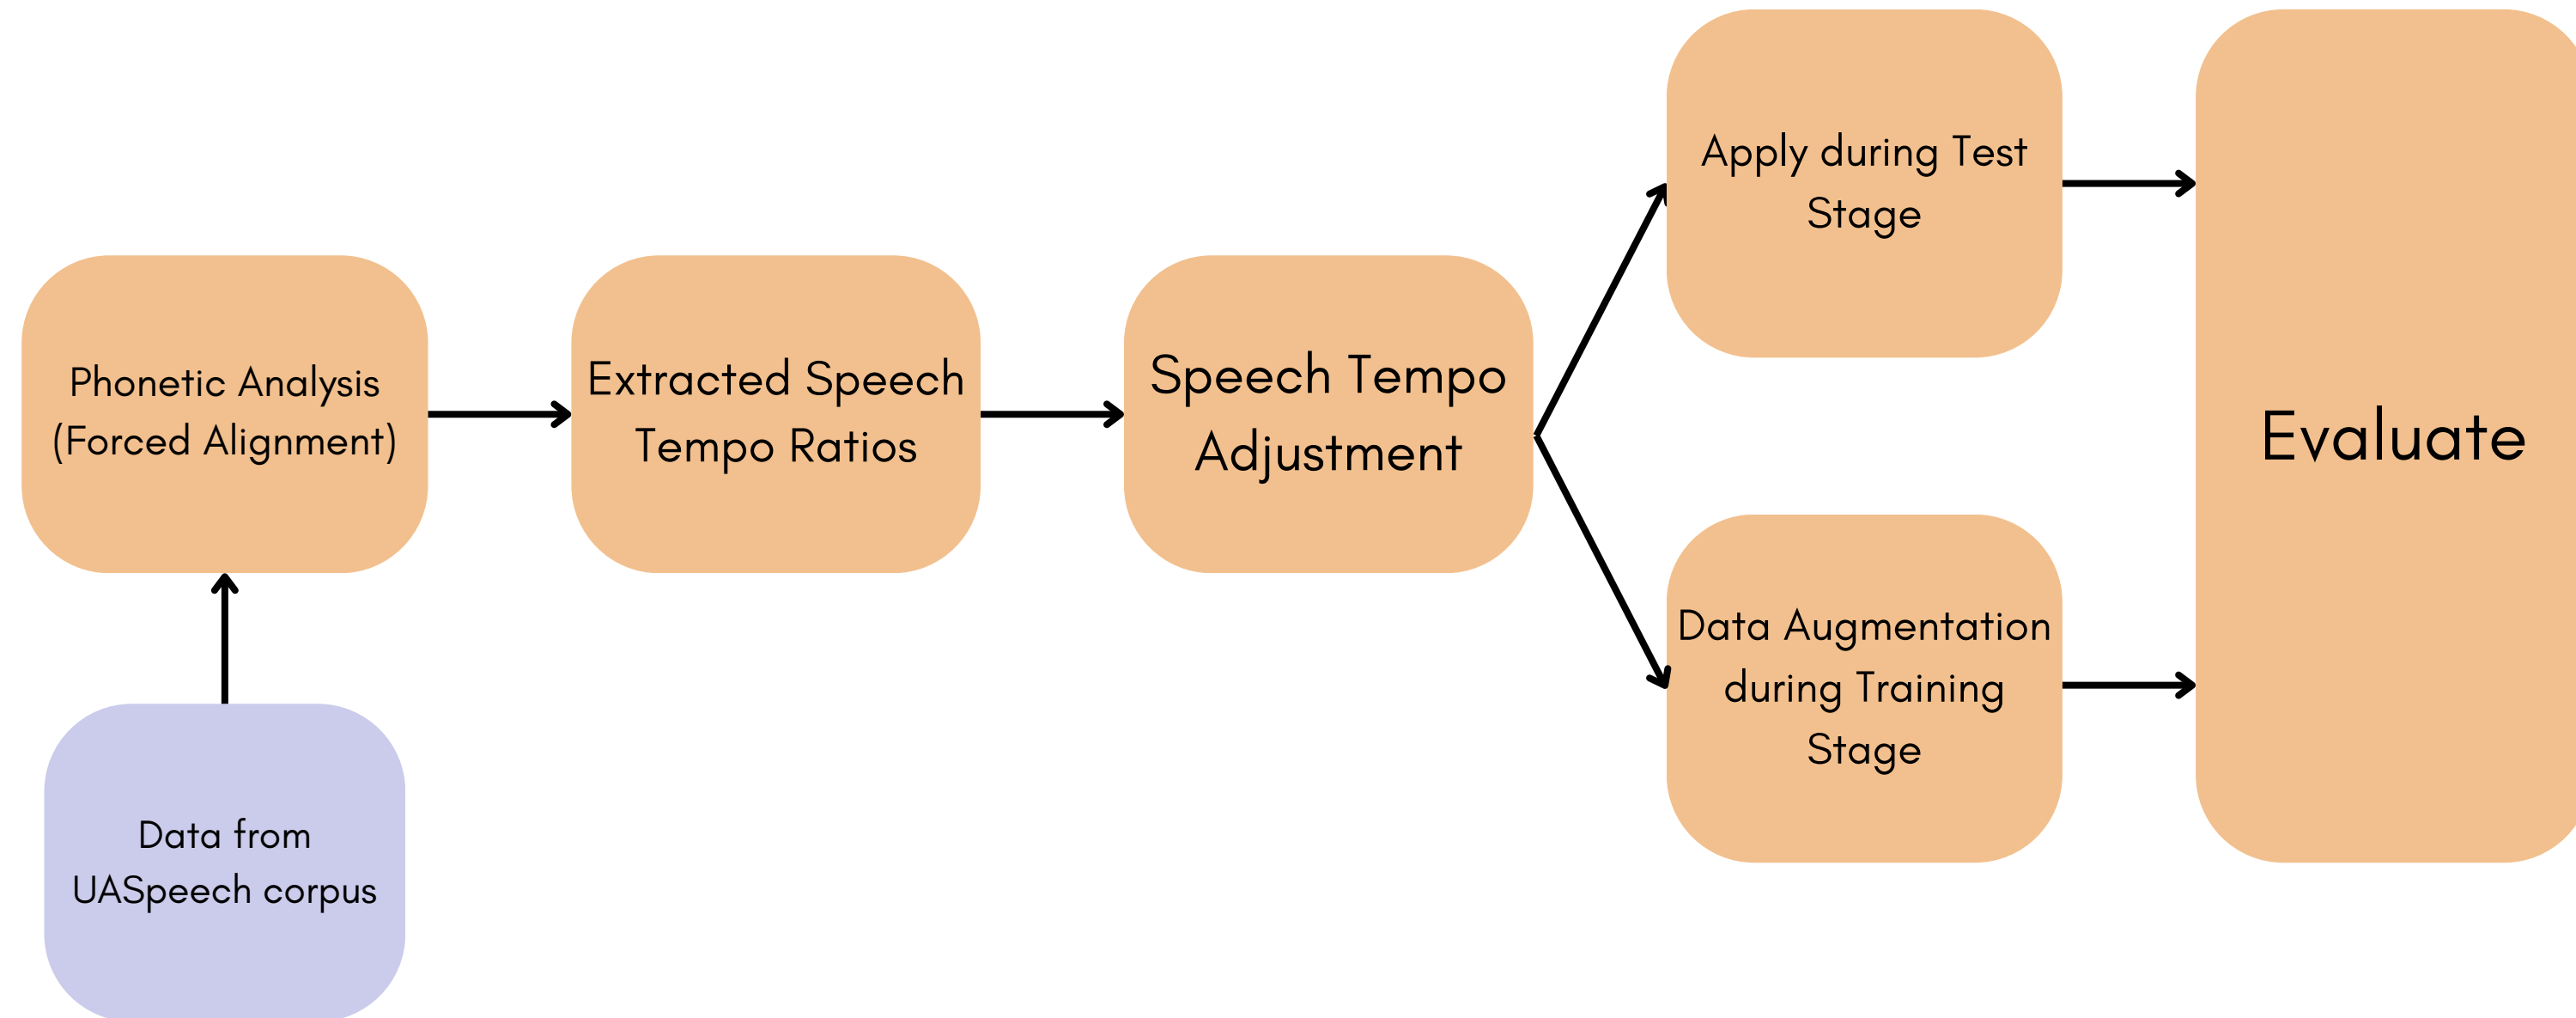 Phonetic Analysis
(Forced Alignment)
Data from
UASpeech corpus
Extracted Speech
Tempo Ratios
Speech Tempo
Adjustment
Apply during Test
Stage
Data Augmentation
during Training
Stage
Evaluate